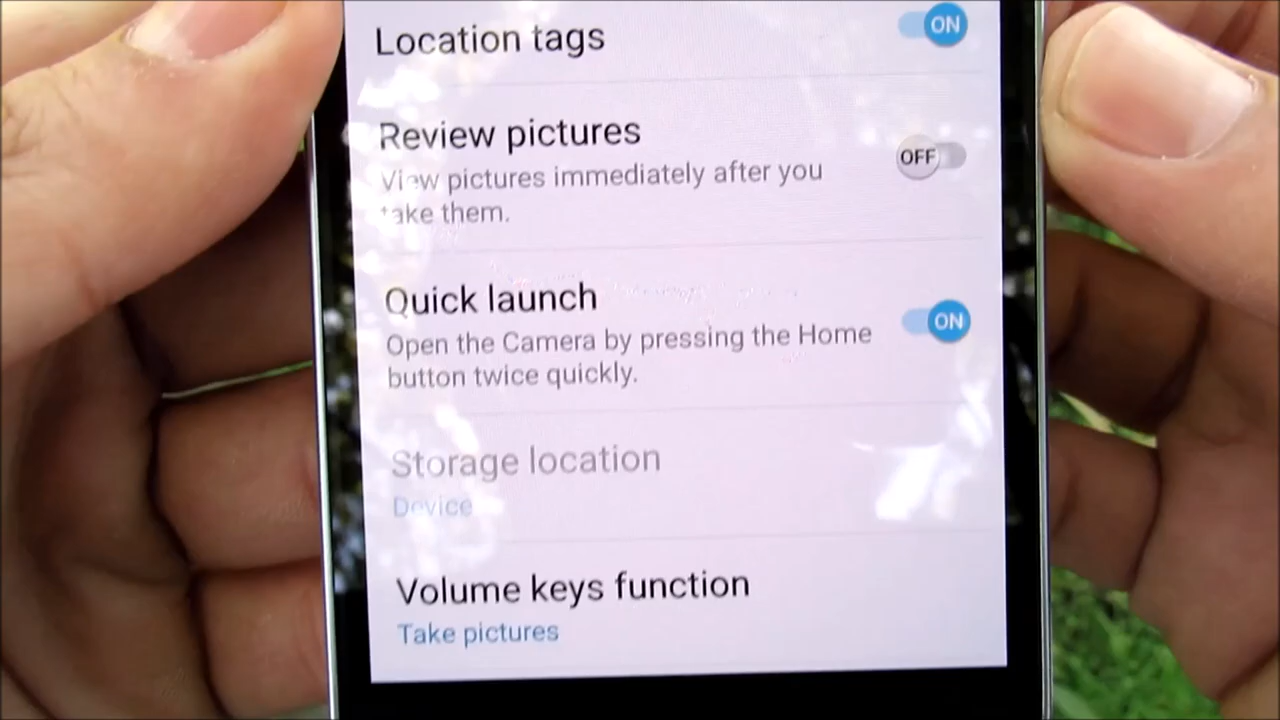 Location tags
ON
Review pictures
View pictures immediately after you
take them.
OFF
Quick launch
Open the Camera by pressing the Home
button twice quickly.
ON
Storage location
Device
Volume keys function
Take pictures